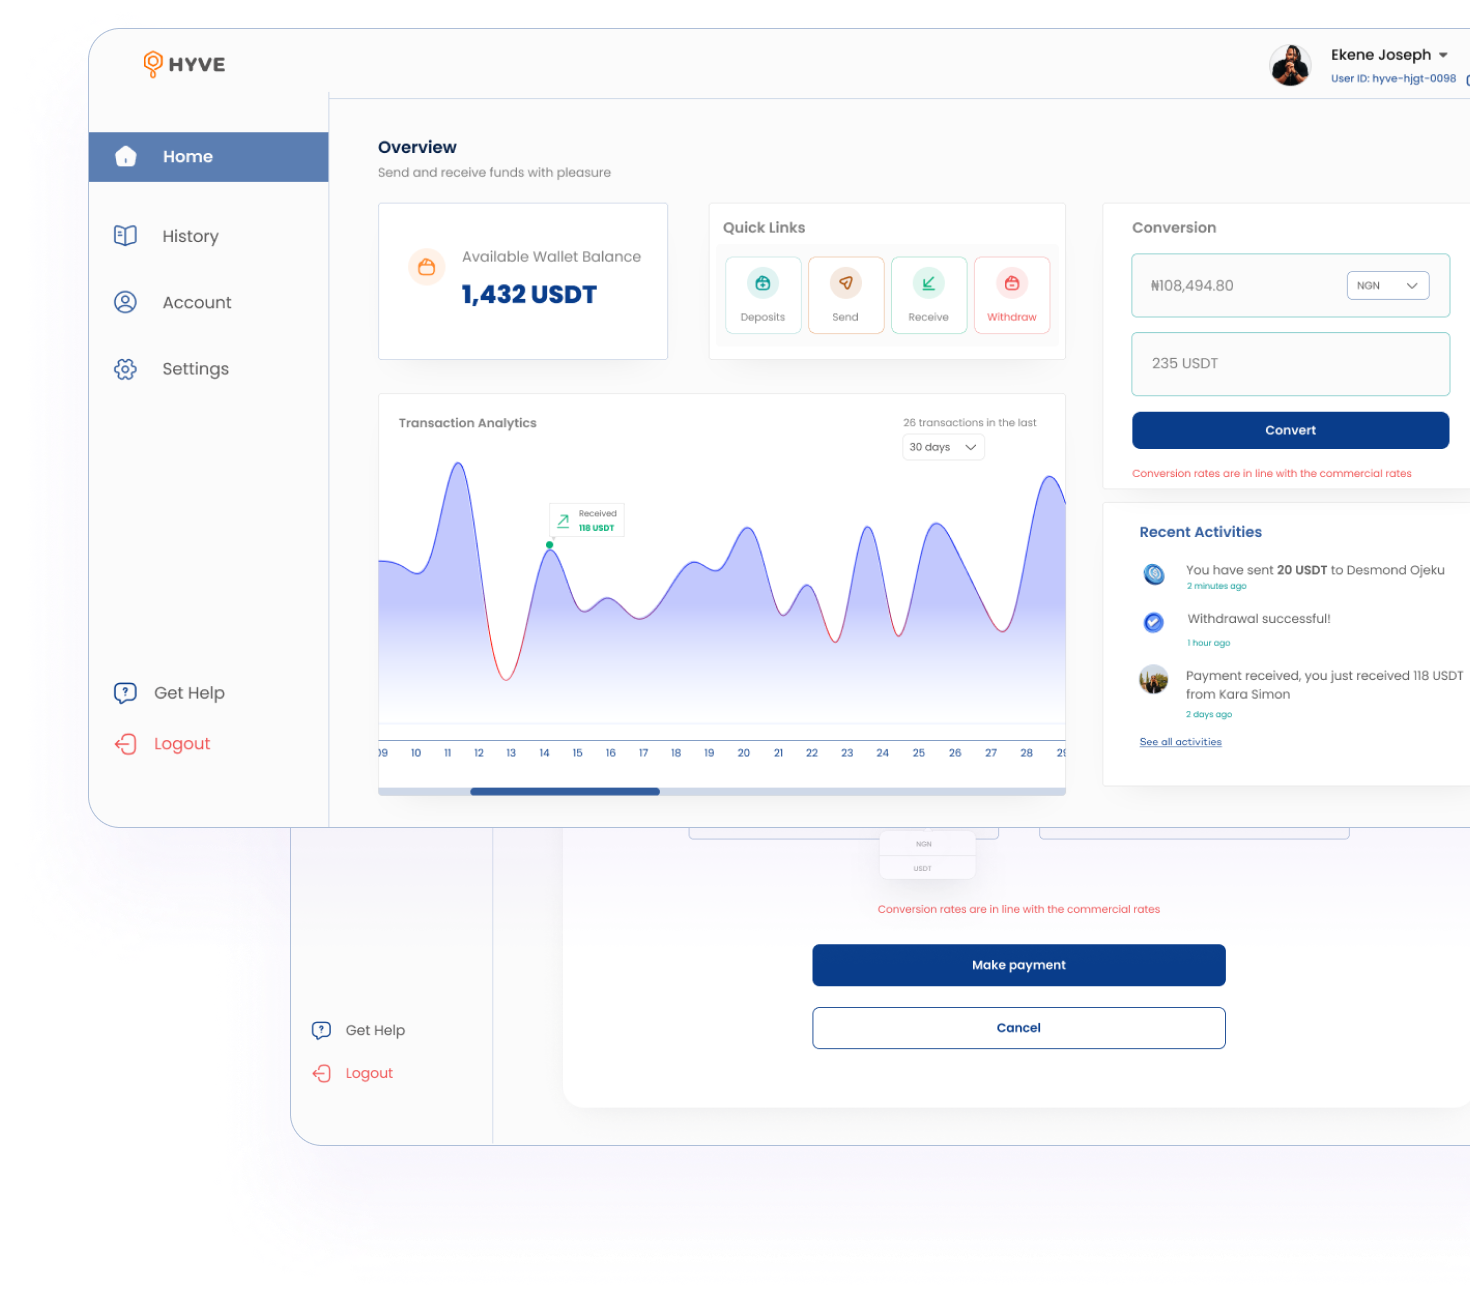 HYVE
Ekene Joseph
User ID: hyve-hjgt-0098
Home
History
Account
Settings
Get Help
Logout
Overview
Send and receive funds with pleasure
Available Wallet Balance
1,432 USDT
Quick Links
Deposits
Send
Receive
Withdraw
Conversion
₦108,494.80
NGN
235 USDT
Convert
Conversion rates are in line with the commercial rates
Transaction Analytics
26 transactions in the last
30 days
Received
118 USDT
09 10 11 12 13 14 15 16 17 18 19 20 21 22 23 24 25 26 27 28 29
Recent Activities
You have sent 20 USDT to Desmond Ojeku
2 minutes ago
Withdrawal successful!
1 hour ago
Payment received, you just received 118 USDT
from Kara Simon
2 days ago
See all activities
NGN
USDT
Conversion rates are in line with the commercial rates
Make payment
Cancel
Get Help
Logout